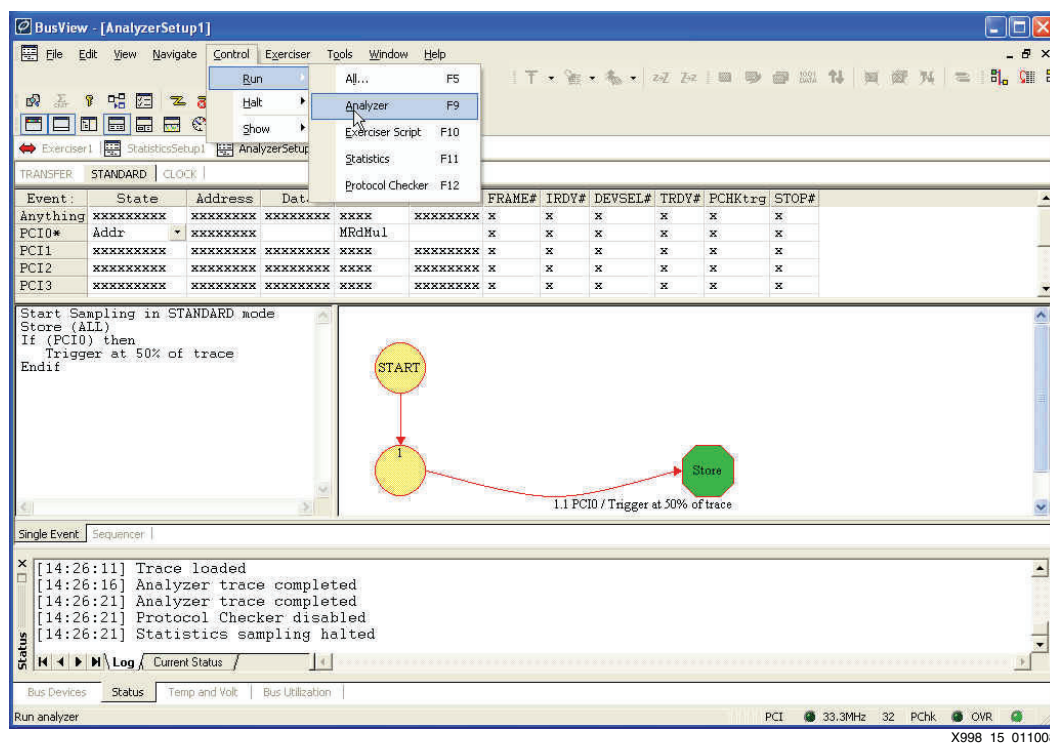 BusView - [AnalyzerSetup1]
File Edit View Navigate Control Exerciser Tools Window Help
Run
Halt
Show
All... F5
Analyzer F9
Exerciser Script F10
Statistics F11
Protocol Checker F12
Exerciser1 StatisticsSetup1 AnalyzerSetup
TRANSFER STANDARD CLOCK
Event: State Address Dat FRAME# IRDY# DEVSEL# TRDY# PCHKtrg STOP#
Anything xxxxxxxxx xxxxxxxx xxxxxxxx xxxx xxxxxxxx x x x x x x
PCI0* Addr xxxxxxxx MRdMul x x x x x x
PCI1 xxxxxxxxx xxxxxxxx xxxxxxxx xxxx xxxxxxxx x x x x x x
PCI2 xxxxxxxxx xxxxxxxx xxxxxxxx xxxx xxxxxxxx x x x x x x
PCI3 xxxxxxxxx xxxxxxxx xxxxxxxx xxxx xxxxxxxx x x x x x x
Start Sampling in STANDARD mode
Store (ALL)
If (PCI0) then
Trigger at 50% of trace
Endif
START
1
Store
1.1 PCI0 / Trigger at 50% of trace
Single Event Sequencer
[14:26:11] Trace loaded
[14:26:16] Analyzer trace completed
[14:26:21] Analyzer trace completed
[14:26:21] Protocol Checker disabled
[14:26:21] Statistics sampling halted
Status
Log Current Status
Bus Devices Status Temp and Volt Bus Utilization
Run analyzer PCI 33.3MHz 32 PChk OVR
X998_15_01100